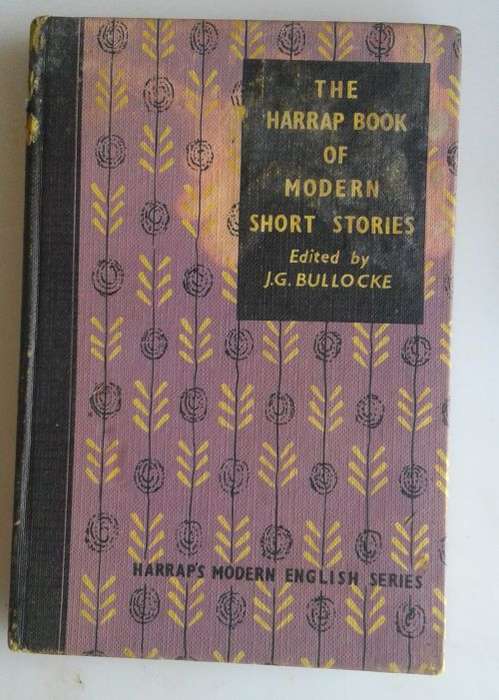 THE
HARRAP BOOK
OF
MODERN
SHORT STORIES
Edited by
J.G. BULLOCKE
HARRAP'S MODERN ENGLISH SERIES